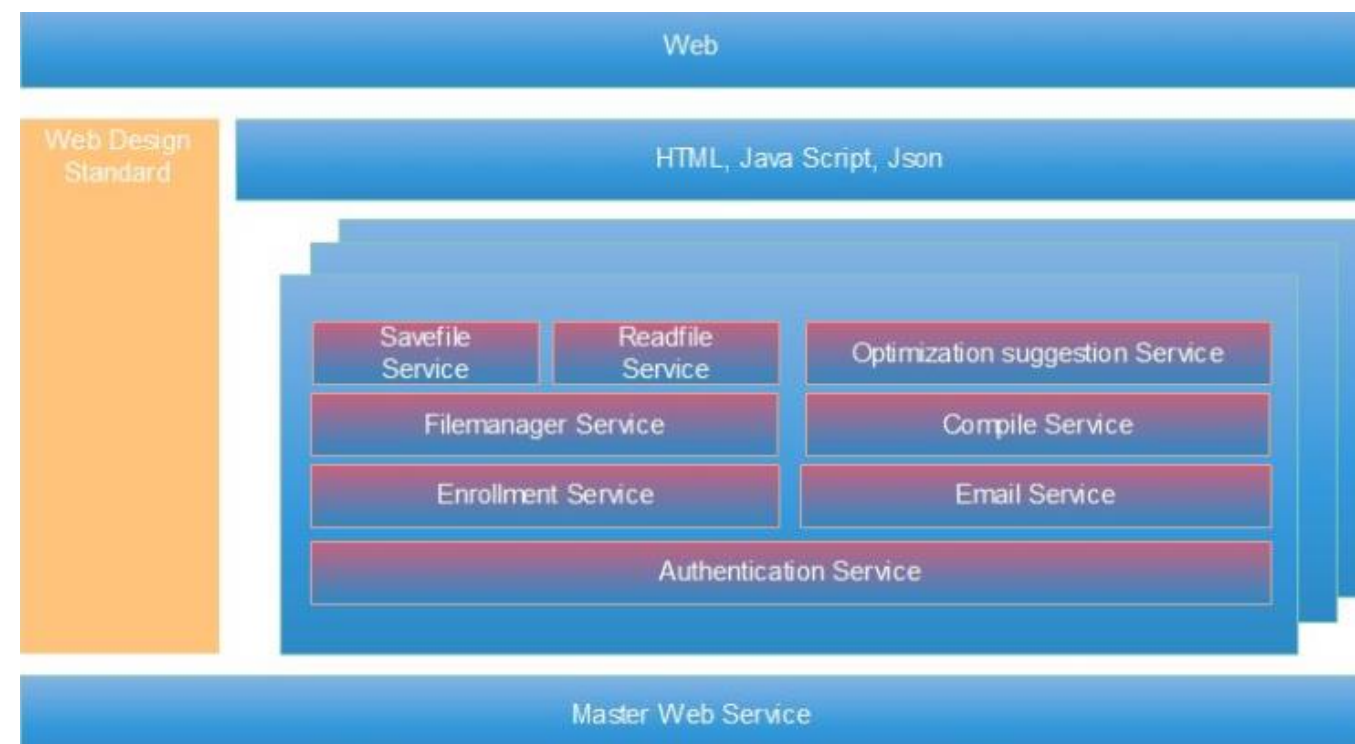 Web
Web Design
Standard
HTML, Java Script, Json
Savefile
Service
Readfile
Service
Optimization suggestion Service
Filemanager Service
Compile Service
Enrollment Service
Email Service
Authentication Service
Master Web Service